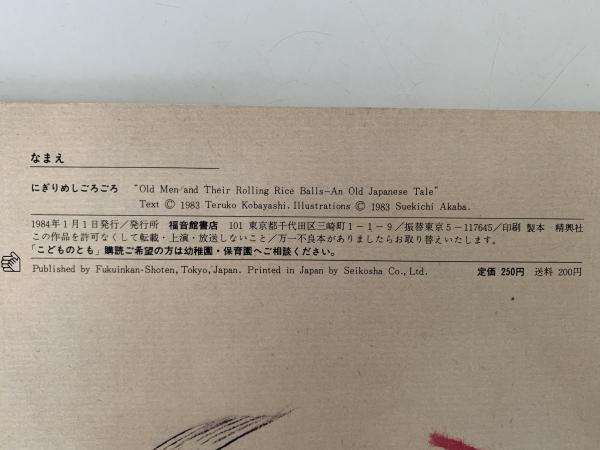 なまえ
にぎりめしごろごろ "Old Men and Their Rolling Rice Balls—An Old Japanese Tale"
Text © 1983 Teruko Kobayashi. Illustrations © 1983 Suekichi Akaba.
1984年1月1日発行／発行所 福音館書店 101 東京都千代田区三崎町1－1－9／振替東京5－117645／印刷 製本 精興社
この作品を許可なくして転載・上演・放送しないこと／万一不良本がありましたらお取り替えいたします。
「こどものとも」購読ご希望の方は幼稚園・保育園へご相談ください。
Published by Fukuinkan-Shoten, Tokyo, Japan. Printed in Japan by Seikosha Co., Ltd. 定価 250円 送料 200円